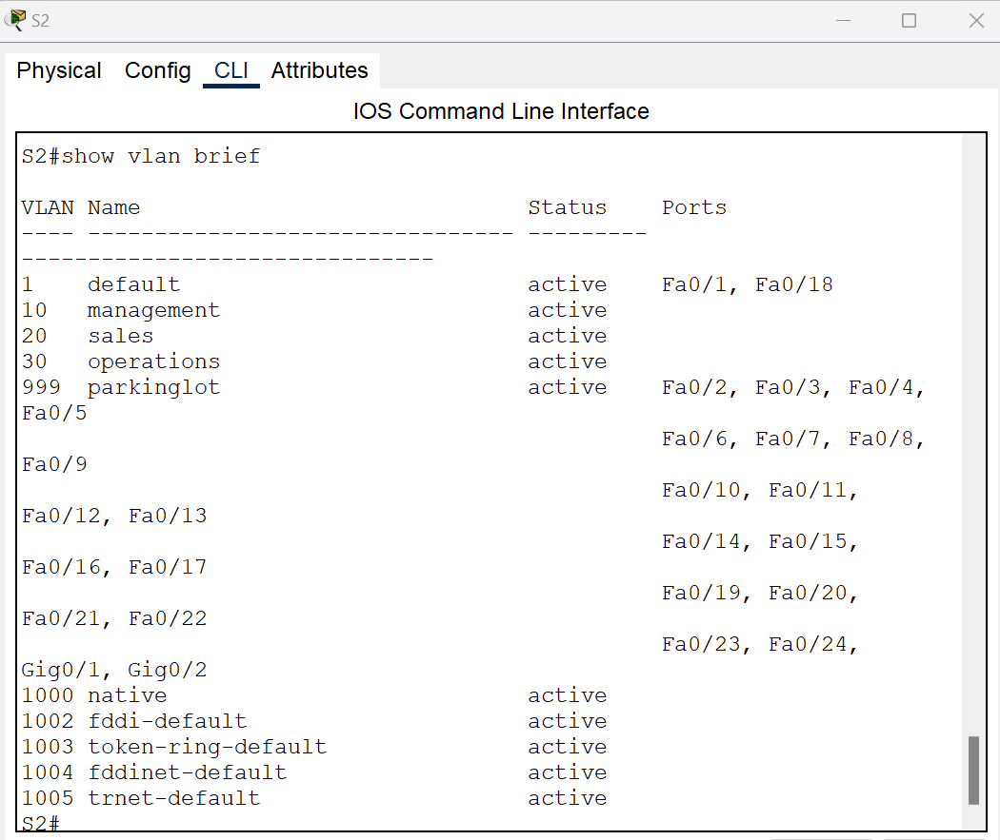 S2
Physical Config CLI Attributes
IOS Command Line Interface
S2#show vlan brief
VLAN Name                             Status    Ports
---- -------------------------------- ---------
-------------------------------
1    default                          active    Fa0/1, Fa0/18
10   management                       active
20   sales                            active
30   operations                       active
999  parkinglot                       active    Fa0/2, Fa0/3, Fa0/4,
Fa0/5
                                                Fa0/6, Fa0/7, Fa0/8,
Fa0/9
                                                Fa0/10, Fa0/11,
Fa0/12, Fa0/13
                                                Fa0/14, Fa0/15,
Fa0/16, Fa0/17
                                                Fa0/19, Fa0/20,
Fa0/21, Fa0/22
                                                Fa0/23, Fa0/24,
Gig0/1, Gig0/2
1000 native                           active
1002 fddi-default                     active
1003 token-ring-default               active
1004 fddinet-default                  active
1005 trnet-default                    active
S2#